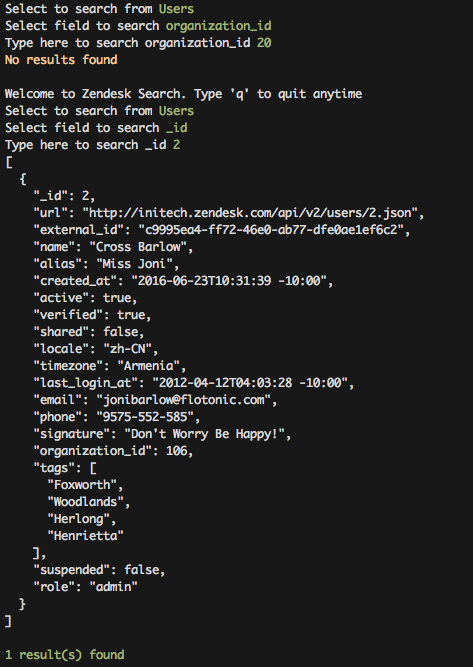 Select to search from Users
Select field to search organization_id
Type here to search organization_id 20
No results found

Welcome to Zendesk Search. Type 'q' to quit anytime
Select to search from Users
Select field to search _id
Type here to search _id 2
[
  {
    "_id": 2,
    "url": "http://initech.zendesk.com/api/v2/users/2.json",
    "external_id": "c9995ea4-ff72-46e0-ab77-dfe0ae1ef6c2",
    "name": "Cross Barlow",
    "alias": "Miss Joni",
    "created_at": "2016-06-23T10:31:39 -10:00",
    "active": true,
    "verified": true,
    "shared": false,
    "locale": "zh-CN",
    "timezone": "Armenia",
    "last_login_at": "2012-04-12T04:03:28 -10:00",
    "email": "jonibarlow@flotonic.com",
    "phone": "9575-552-585",
    "signature": "Don't Worry Be Happy!",
    "organization_id": 106,
    "tags": [
      "Foxworth",
      "Woodlands",
      "Herlong",
      "Henrietta"
    ],
    "suspended": false,
    "role": "admin"
  }
]

1 result(s) found